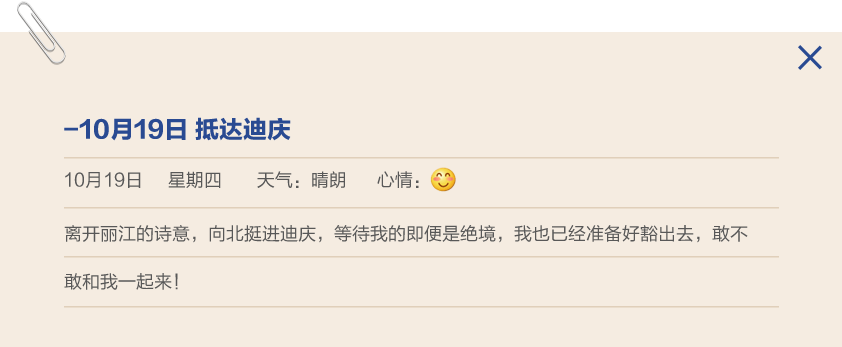 -10月19日 抵达迪庆
10月19日 星期四 天气：晴朗 心情：
离开丽江的诗意，向北挺进迪庆，等待我的即便是绝境，我也已经准备好豁出去，敢不
敢和我一起来！